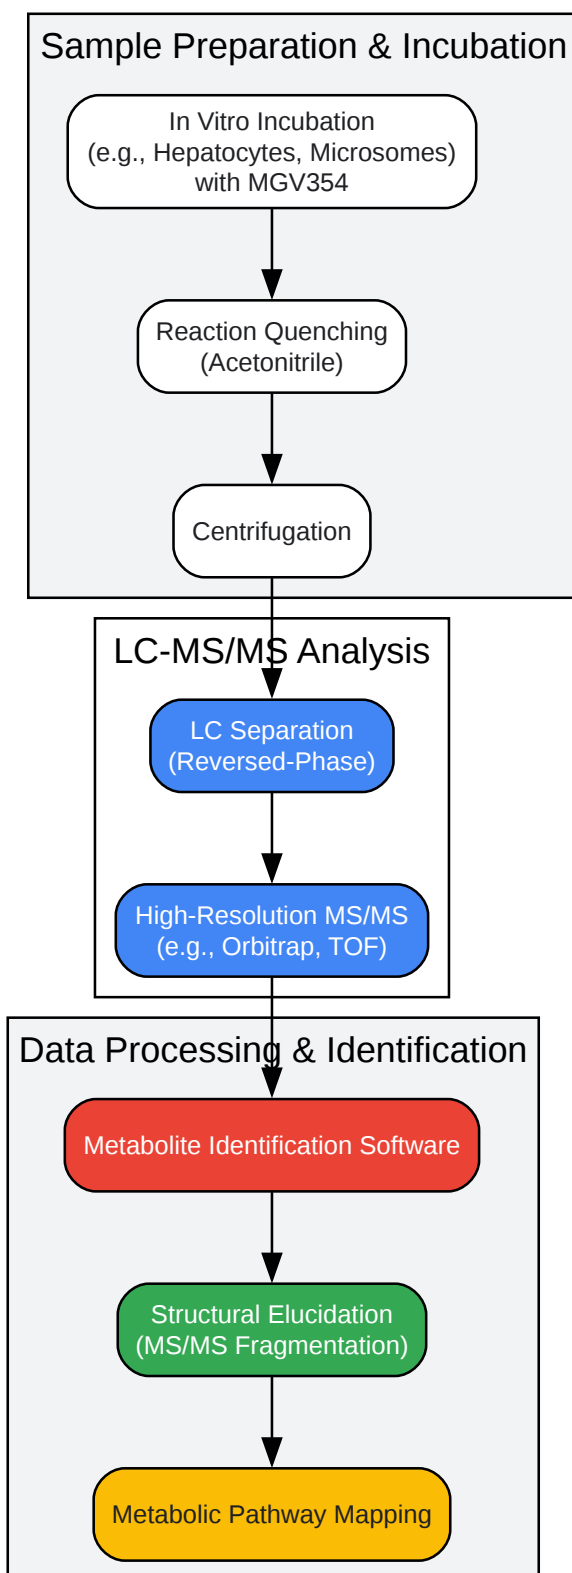 Sample Preparation & Incubation
In Vitro Incubation
(e.g., Hepatocytes, Microsomes)
with MGV354
Reaction Quenching
(Acetonitrile)
Centrifugation
LC-MS/MS Analysis
LC Separation
(Reversed-Phase)
High-Resolution MS/MS
(e.g., Orbitrap, TOF)
Data Processing & Identification
Metabolite Identification Software
Structural Elucidation
(MS/MS Fragmentation)
Metabolic Pathway Mapping